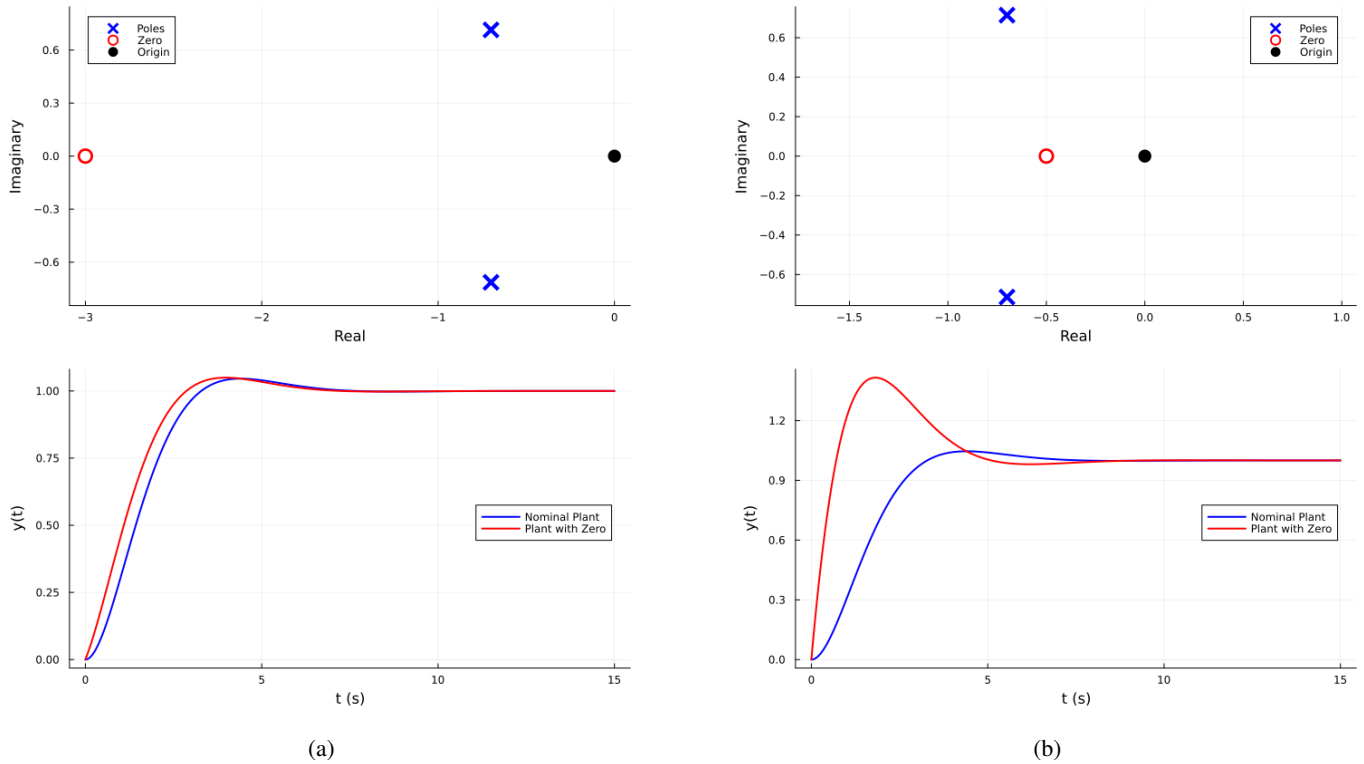 Poles
Zero
Origin
0.6
0.3
0.0
−0.3
−0.6
Imaginary
−3
−2
−1
0
Real
Poles
Zero
Origin
0.6
0.4
0.2
0.0
−0.2
−0.4
−0.6
Imaginary
−1.5
−1.0
−0.5
0.0
0.5
1.0
Real
1.00
0.75
0.50
0.25
0.00
y(t)
Nominal Plant
Plant with Zero
0
5
10
15
t (s)
1.2
0.9
0.6
0.3
0.0
y(t)
Nominal Plant
Plant with Zero
0
5
10
15
t (s)
(a)
(b)